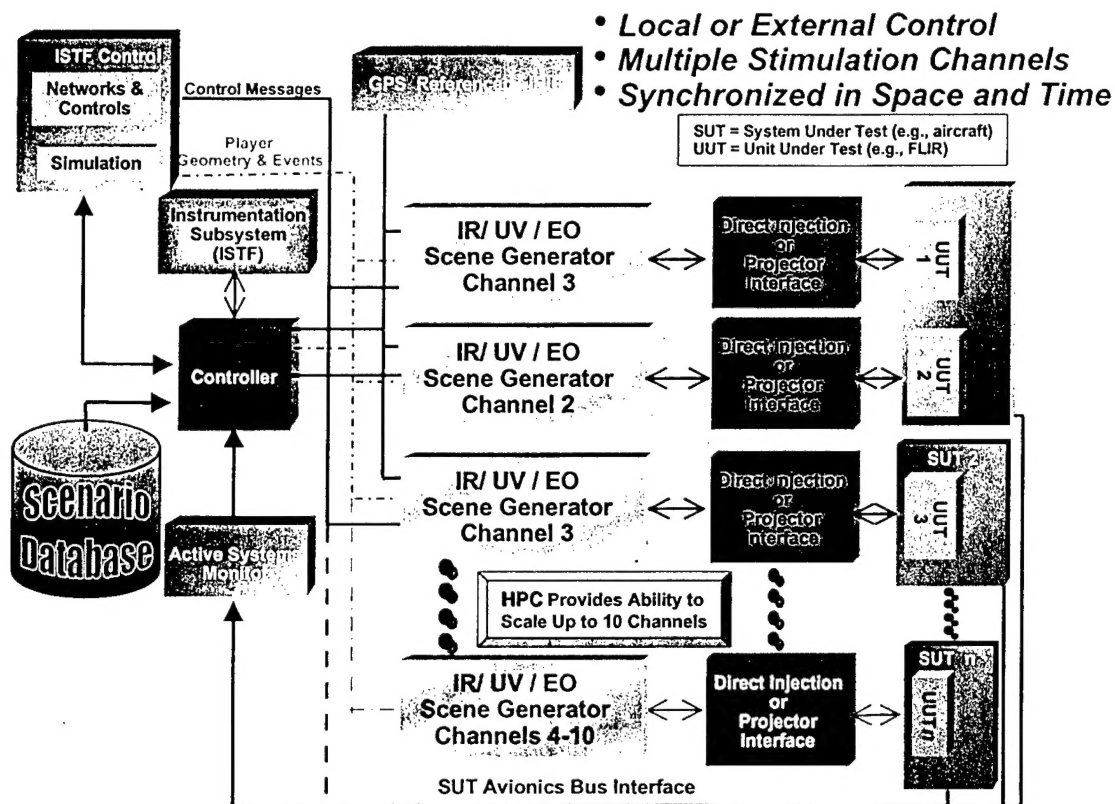 • Local or External Control
• Multiple Stimulation Channels
• Synchronized in Space and Time
SUT = System Under Test (e.g., aircraft)
UUT = Unit Under Test (e.g., FLIR)
ISTF Control
Networks &
Controls
Simulation
Control Messages
Player
Geometry & Events
GPS Reference
Instrumentation
Subsystem
(ISTF)
Controller
Scenario
Database
Active System
Monitor
IR/ UV / EO
Scene Generator
Channel 3
Direct Injection
or
Projector
Interface
UUT
1
IR/ UV / EO
Scene Generator
Channel 2
Direct Injection
or
Projector
Interface
UUT
2
IR/ UV / EO
Scene Generator
Channel 3
Direct Injection
or
Projector
Interface
SUT 2
UUT
3
HPC Provides Ability to
Scale Up to 10 Channels
IR/ UV / EO
Scene Generator
Channels 4-10
Direct Injection
or
Projector
Interface
SUT n
UUT n
SUT Avionics Bus Interface